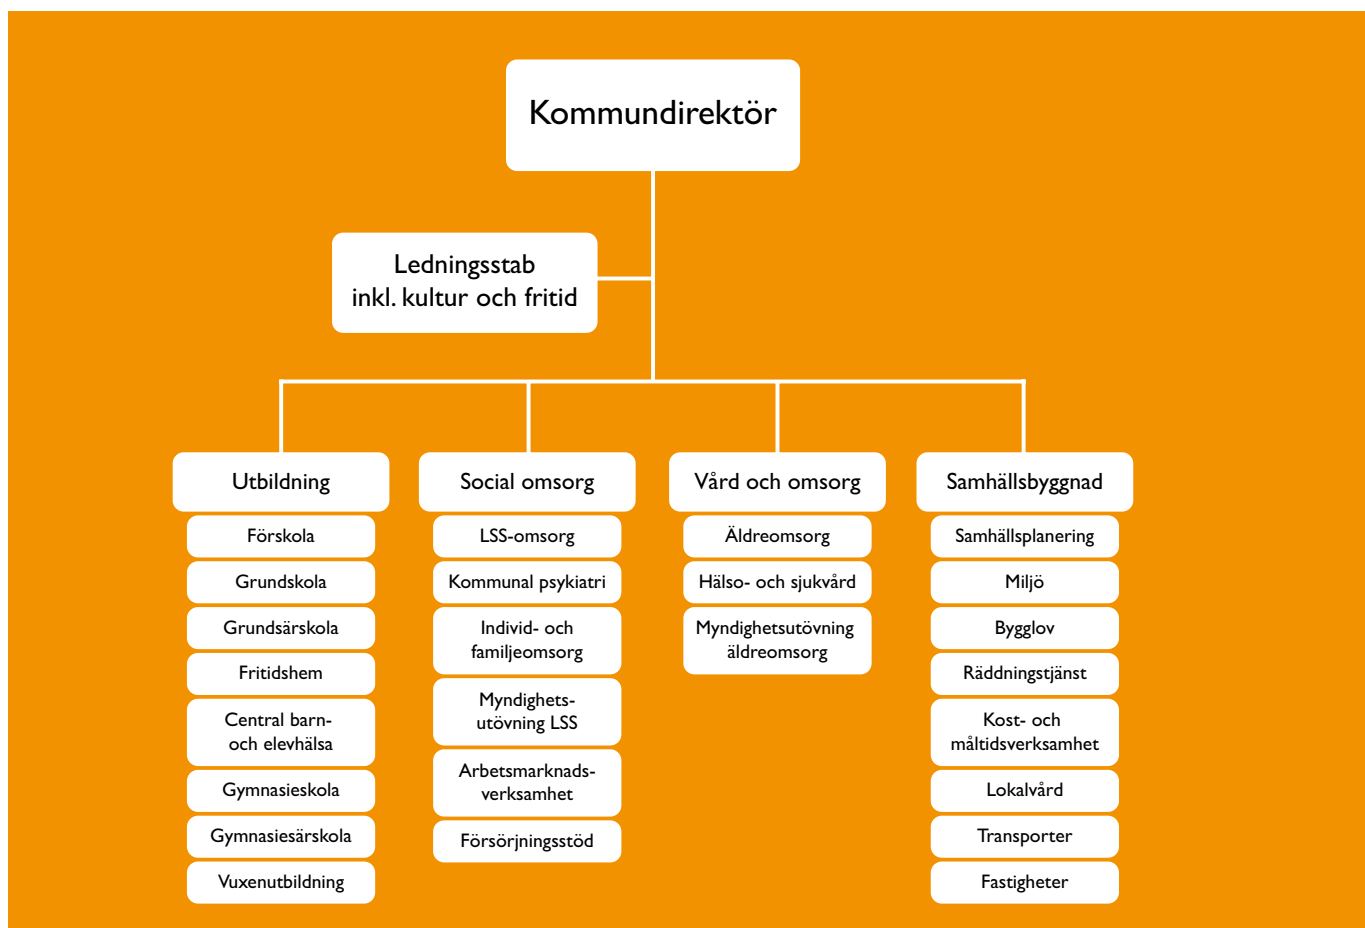 Kommundirektör
Ledningsstab
inkl. kultur och fritid
Utbildning
Förskola
Grundskola
Grundsärskola
Fritidshem
Central barn-
och elevhälsa
Gymnasieskola
Gymnasiesärskola
Vuxenutbildning
Social omsorg
LSS-omsorg
Kommunal psykiatri
Individ- och
familjeomsorg
Myndighets-
utövning LSS
Arbetsmarknads-
verksamhet
Försörjningsstöd
Vård och omsorg
Äldreomsorg
Hälso- och sjukvård
Myndighetsutövning
äldreomsorg
Samhällsbyggnad
Samhällsplanering
Miljö
Bygglov
Räddningstjänst
Kost- och
måltidsverksamhet
Lokalvård
Transporter
Fastigheter